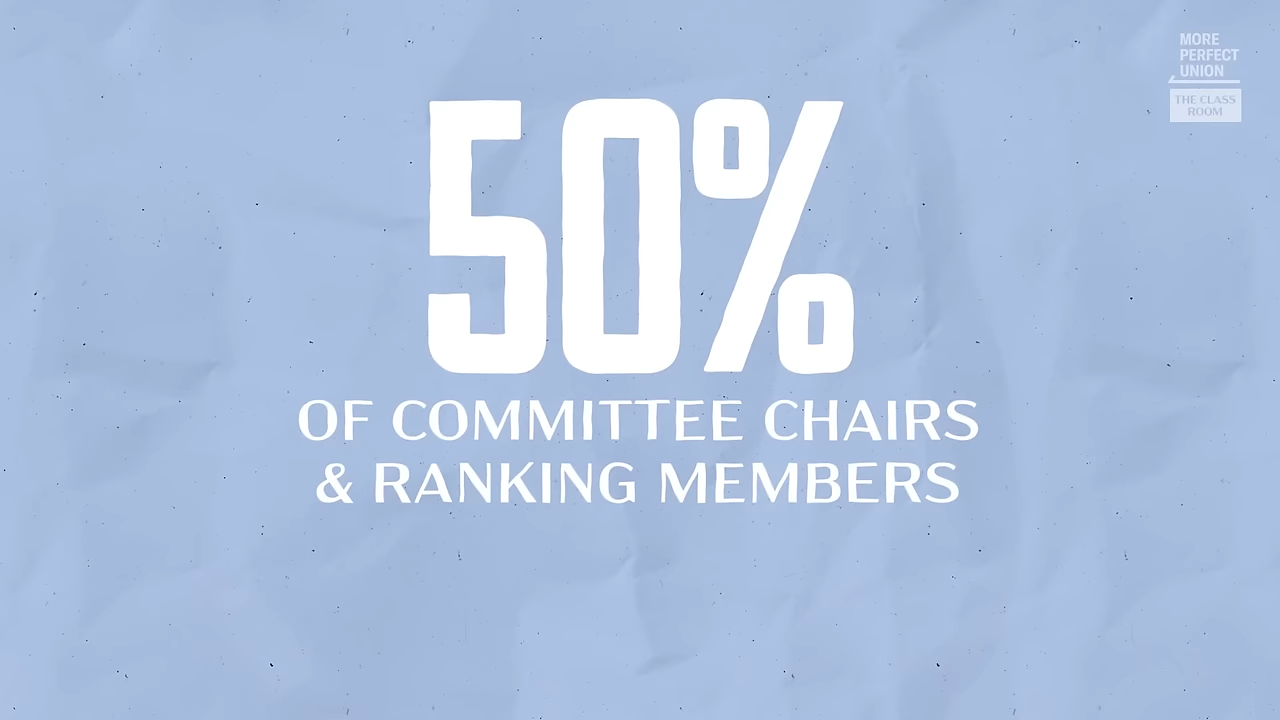 MORE
PERFECT
UNION
THE CLASS
ROOM
50%
OF COMMITTEE CHAIRS
& RANKING MEMBERS